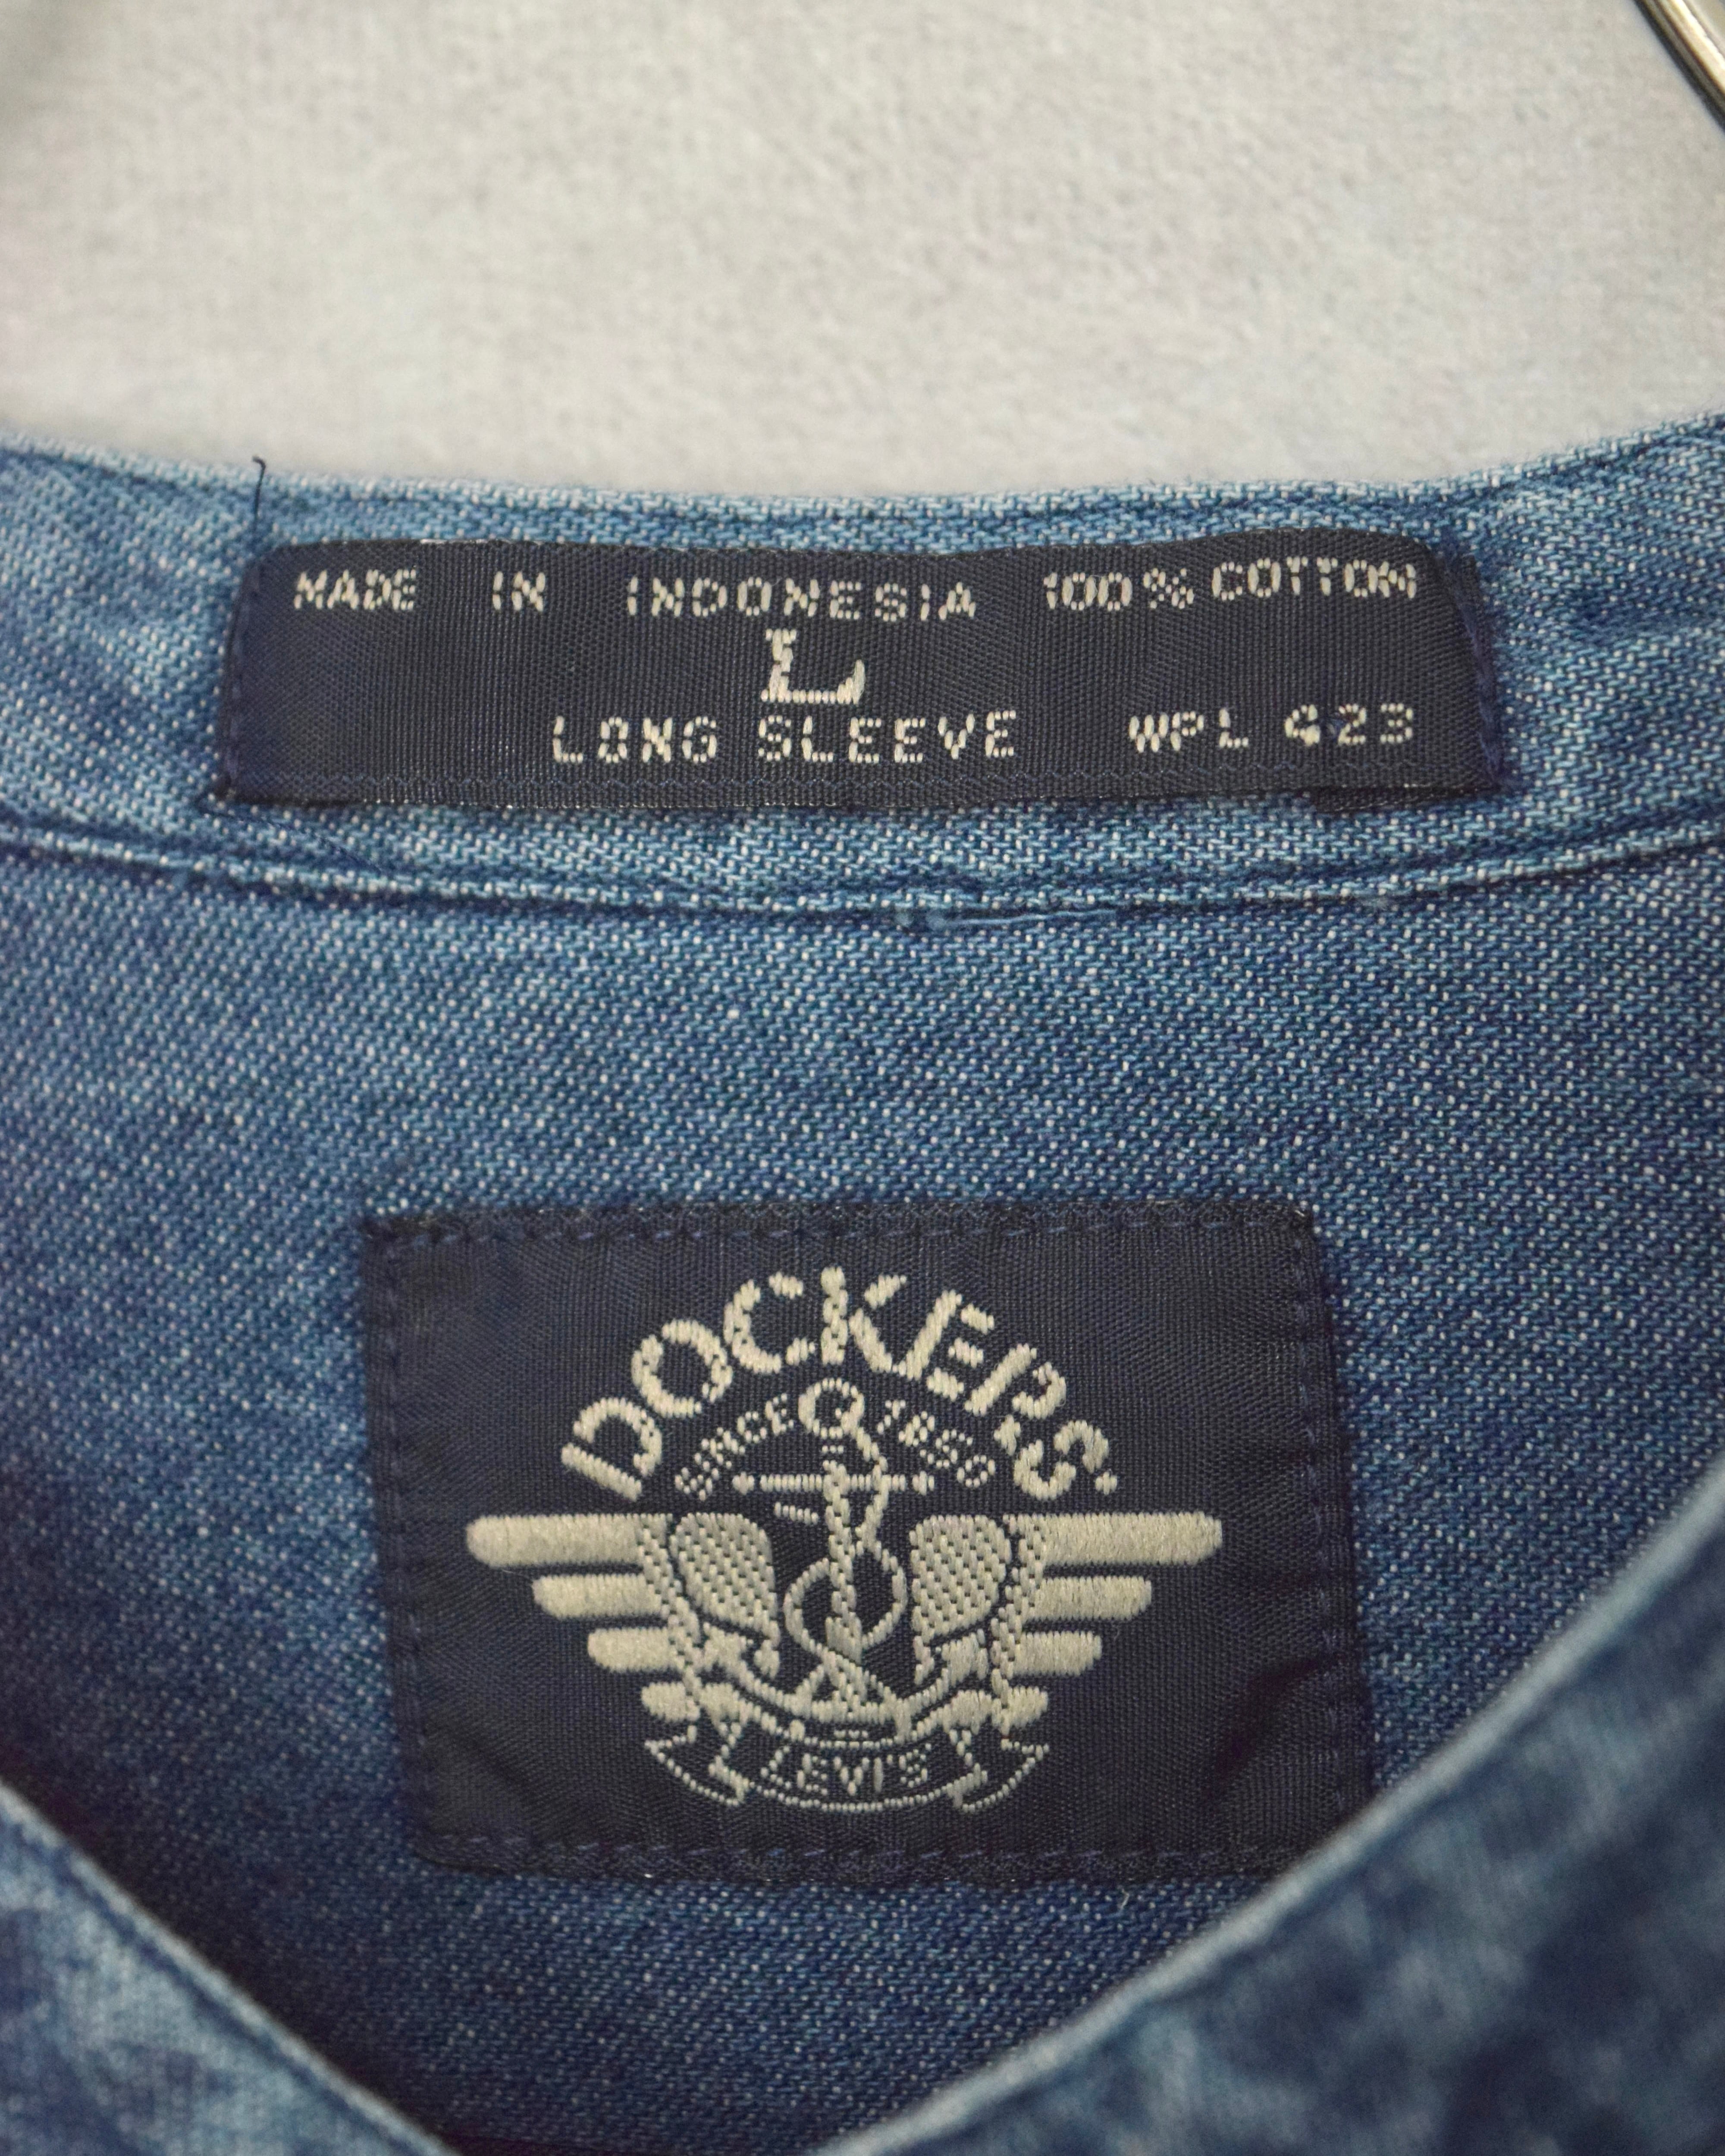 MADE IN INDONESIA 100% COTTON
L
LONG SLEEVE WPL 423
DOCKERS
SINCE 1850
LEVI'S